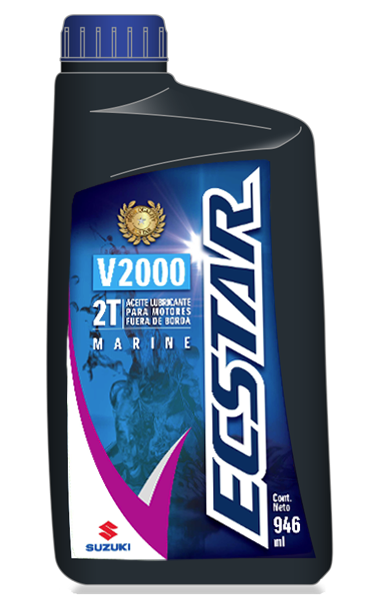 V2000
2T
ACEITE LUBRICANTE
PARA MOTORES
FUERA DE BORDA
MARINE
ECSTAR
Cont.
Neto
946
ml
SUZUKI